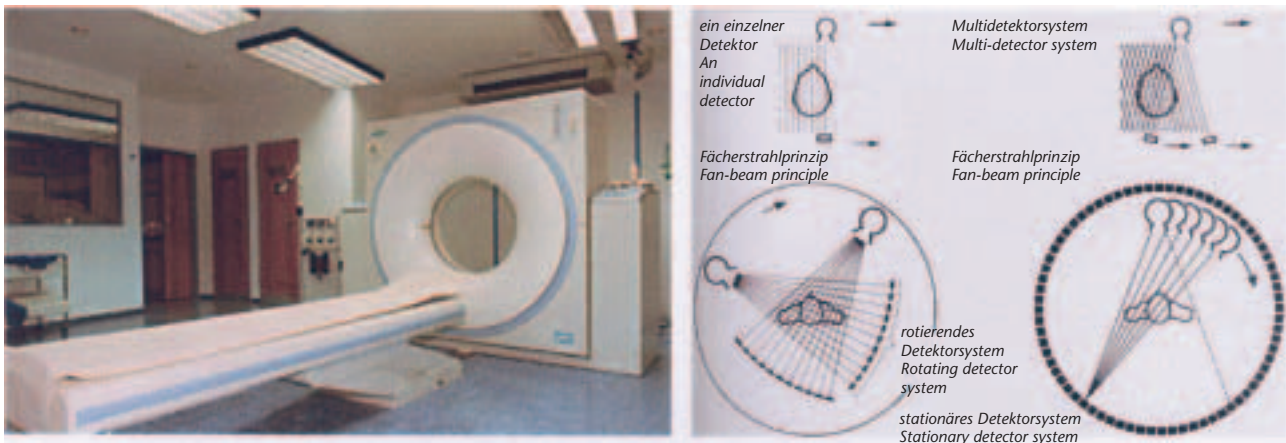 ein einzelner
Detektor
An
individual
detector
Multidetektorsystem
Multi-detector system
Fächerstrahlprinzip
Fan-beam principle
Fächerstrahlprinzip
Fan-beam principle
rotierendes
Detektorsystem
Rotating detector
system
stationäres Detektorsystem
Stationary detector system